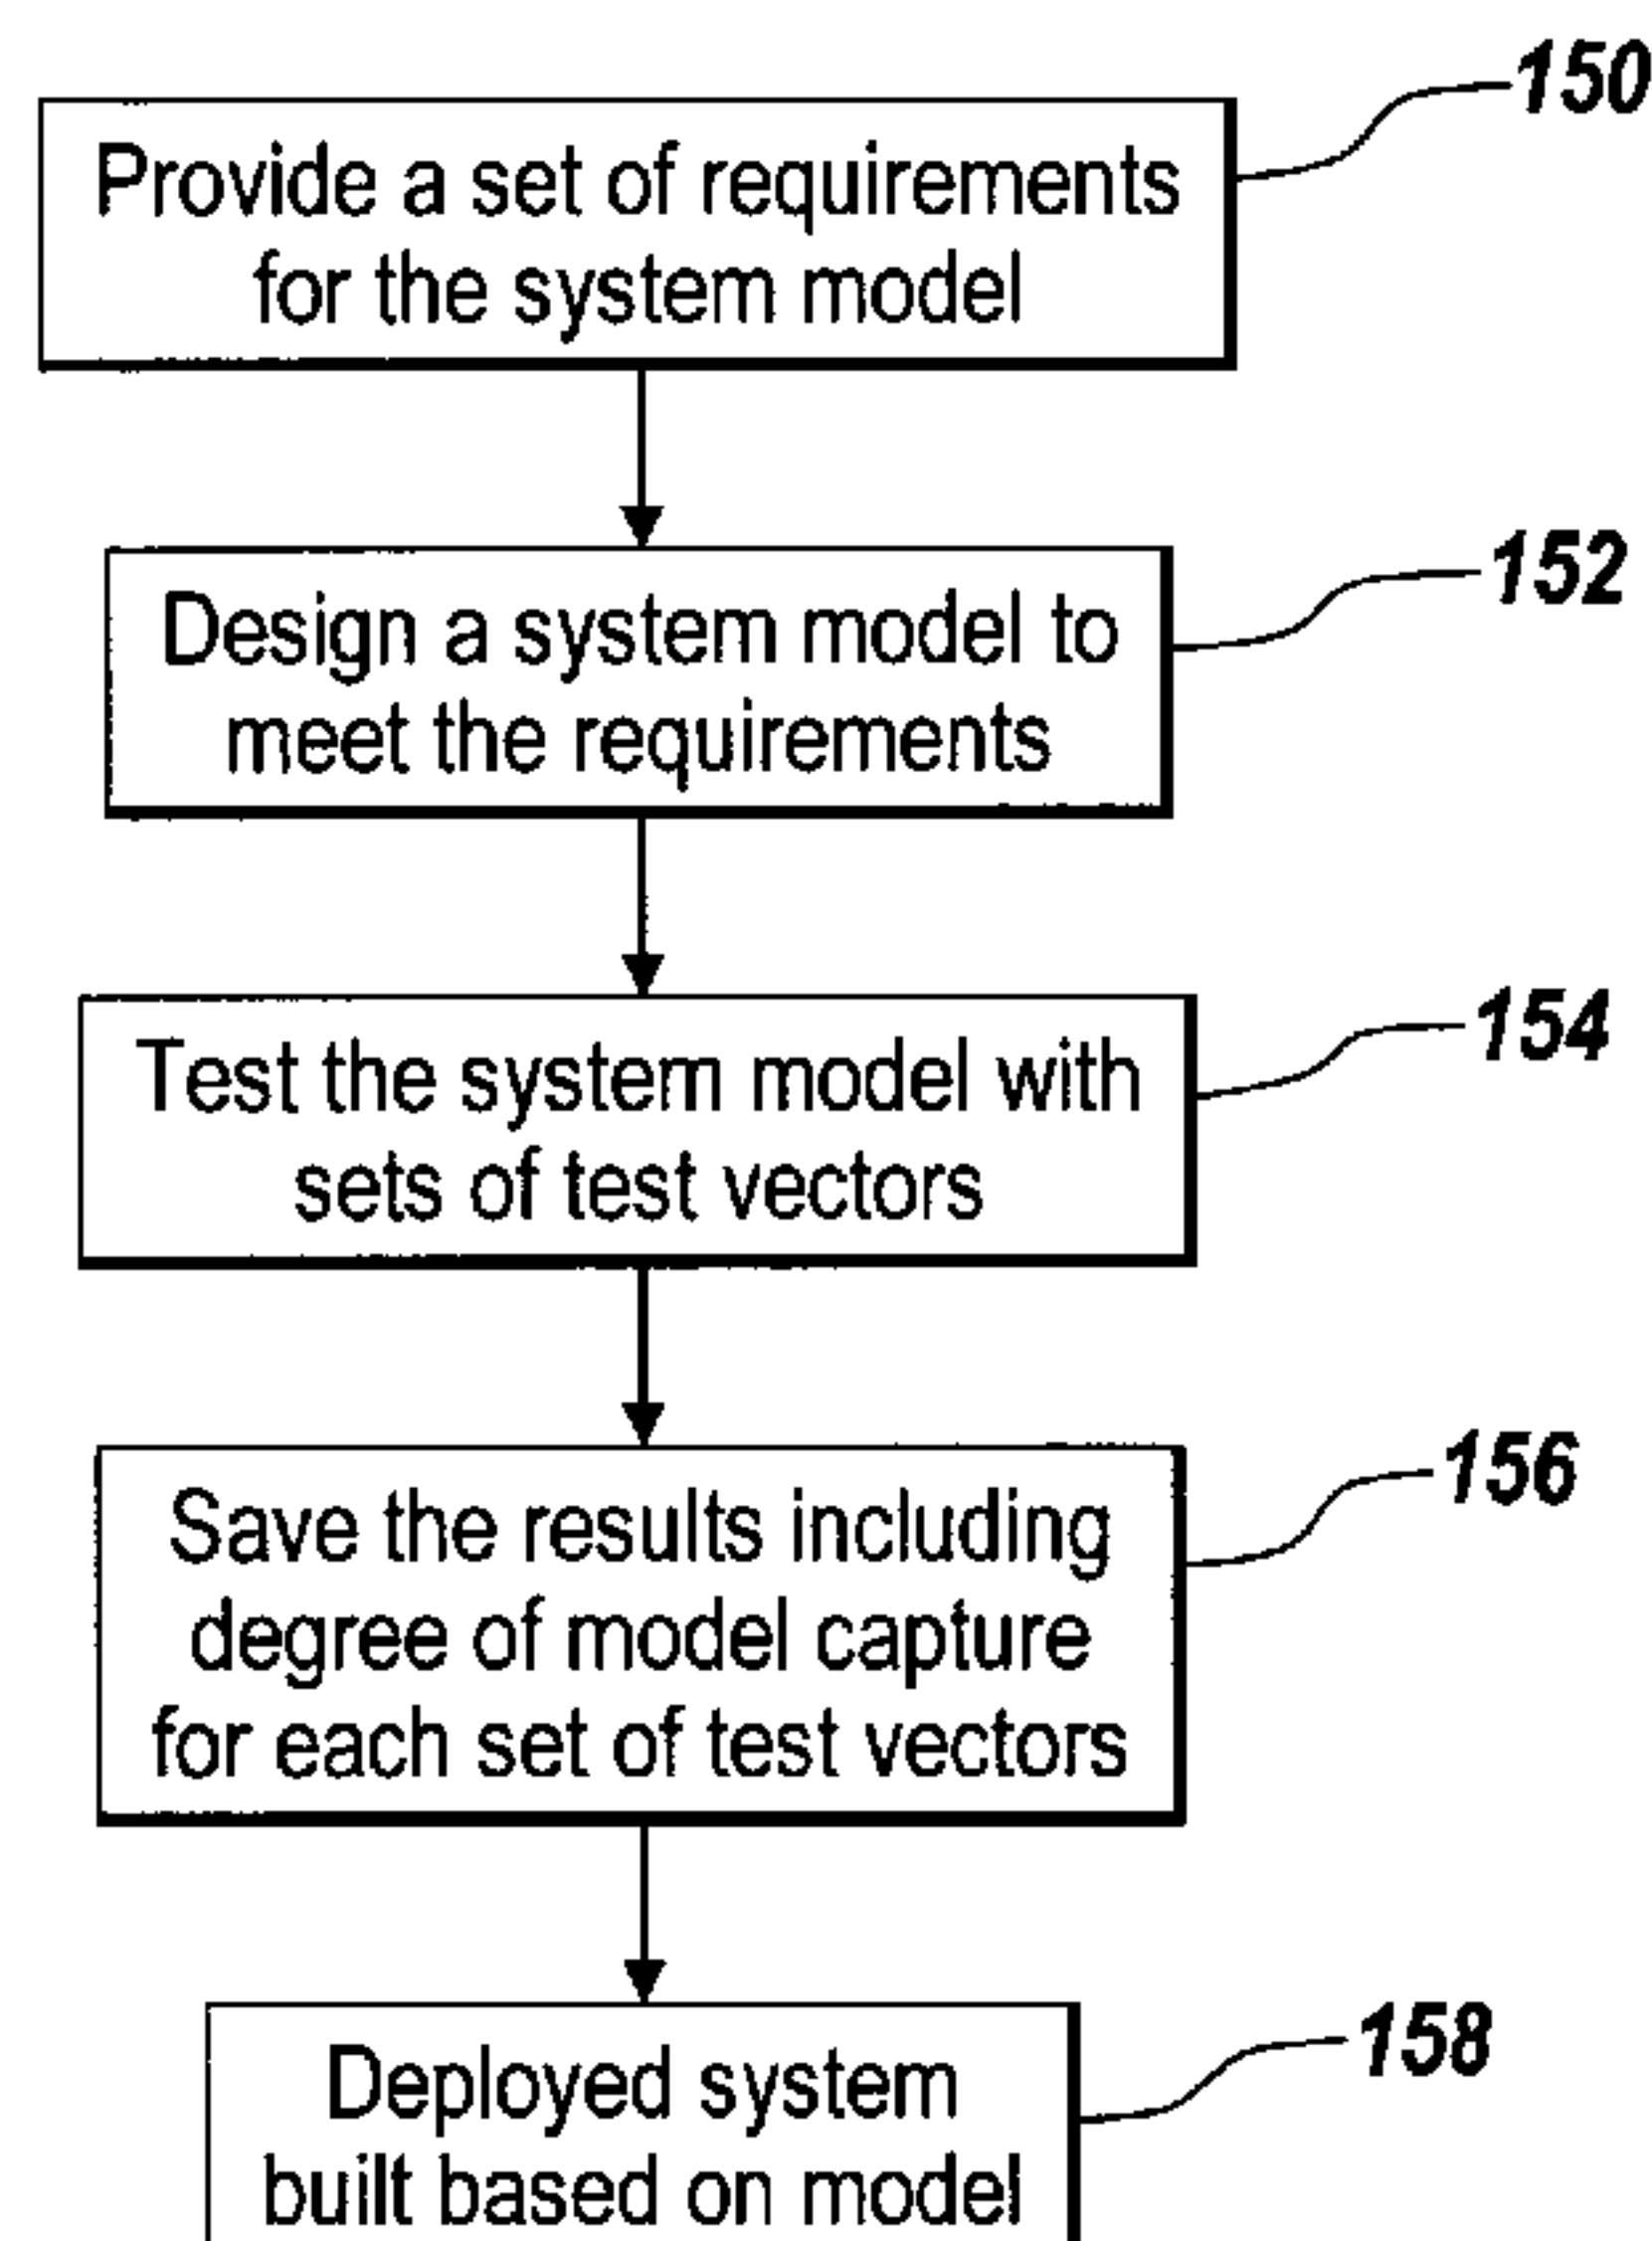 150
Provide a set of requirements
for the system model
152
Design a system model to
meet the requirements
154
Test the system model with
sets of test vectors
156
Save the results including
degree of model capture
for each set of test vectors
158
Deployed system
built based on model